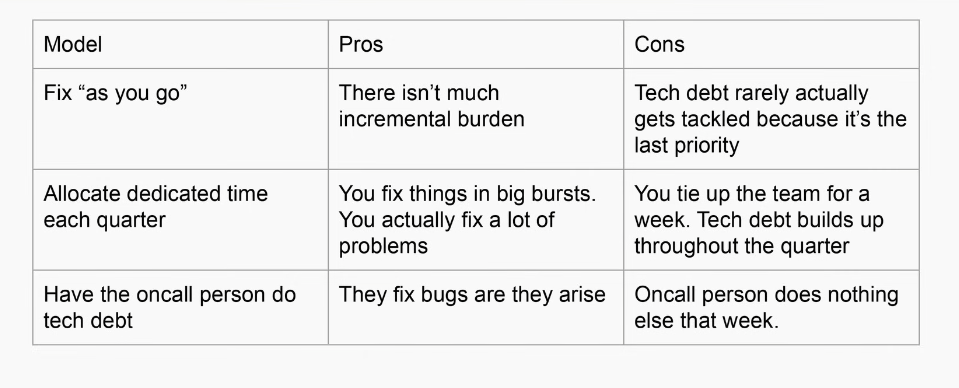 Model
Pros
Cons
Fix “as you go”
There isn’t much
incremental burden
Tech debt rarely actually
gets tackled because it’s the
last priority
Allocate dedicated time
each quarter
You fix things in big bursts.
You actually fix a lot of
problems
You tie up the team for a
week. Tech debt builds up
throughout the quarter
Have the oncall person do
tech debt
They fix bugs are they arise
Oncall person does nothing
else that week.